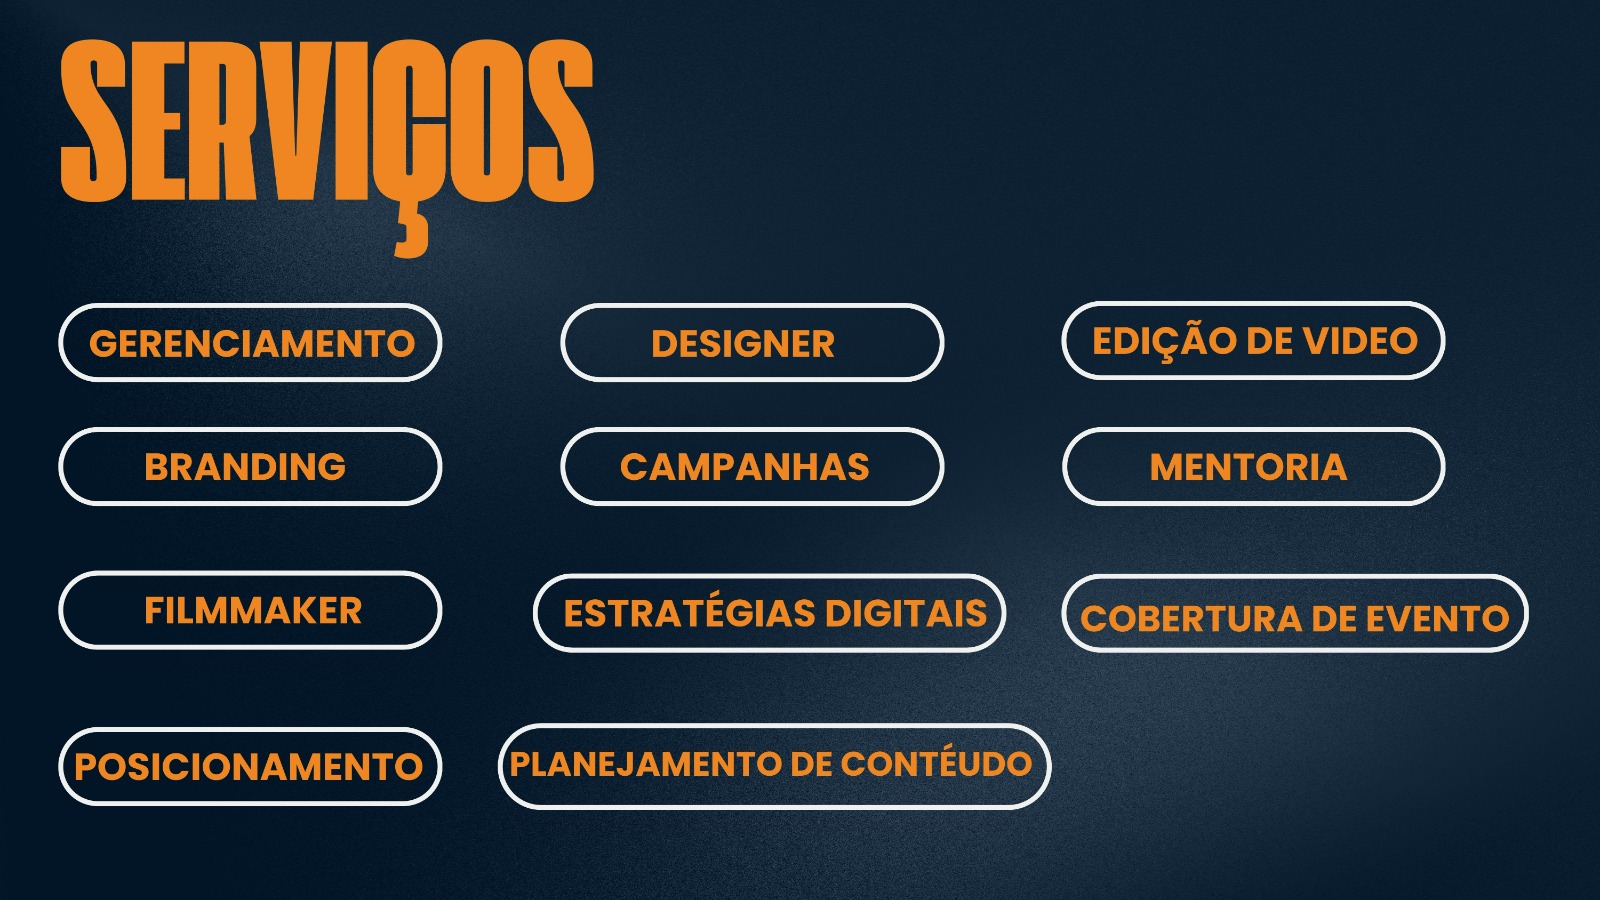 SERVIÇOS
GERENCIAMENTO
DESIGNER
EDIÇÃO DE VIDEO
BRANDING
CAMPANHAS
MENTORIA
FILMMAKER
ESTRATÉGIAS DIGITAIS
COBERTURA DE EVENTO
POSICIONAMENTO
PLANEJAMENTO DE CONTÉUDO